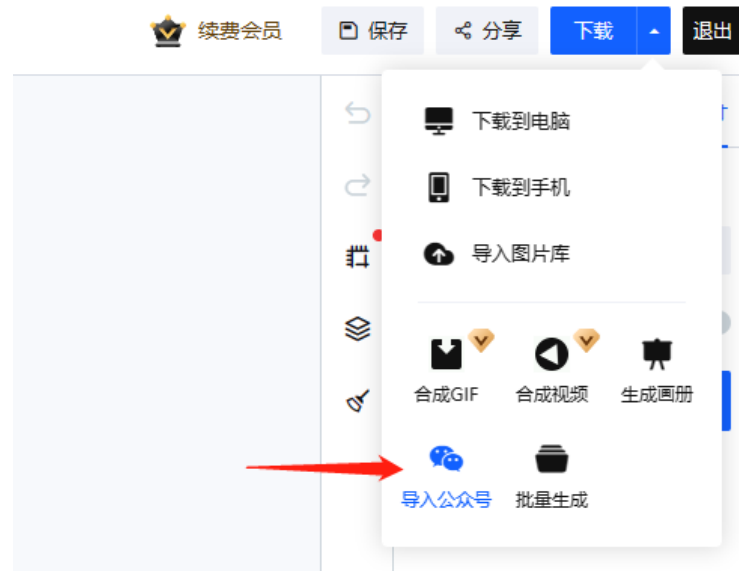 续费会员 保存 分享 下载 退出
下载到电脑
下载到手机
导入图片库
合成GIF 合成视频 生成画册
导入公众号 批量生成